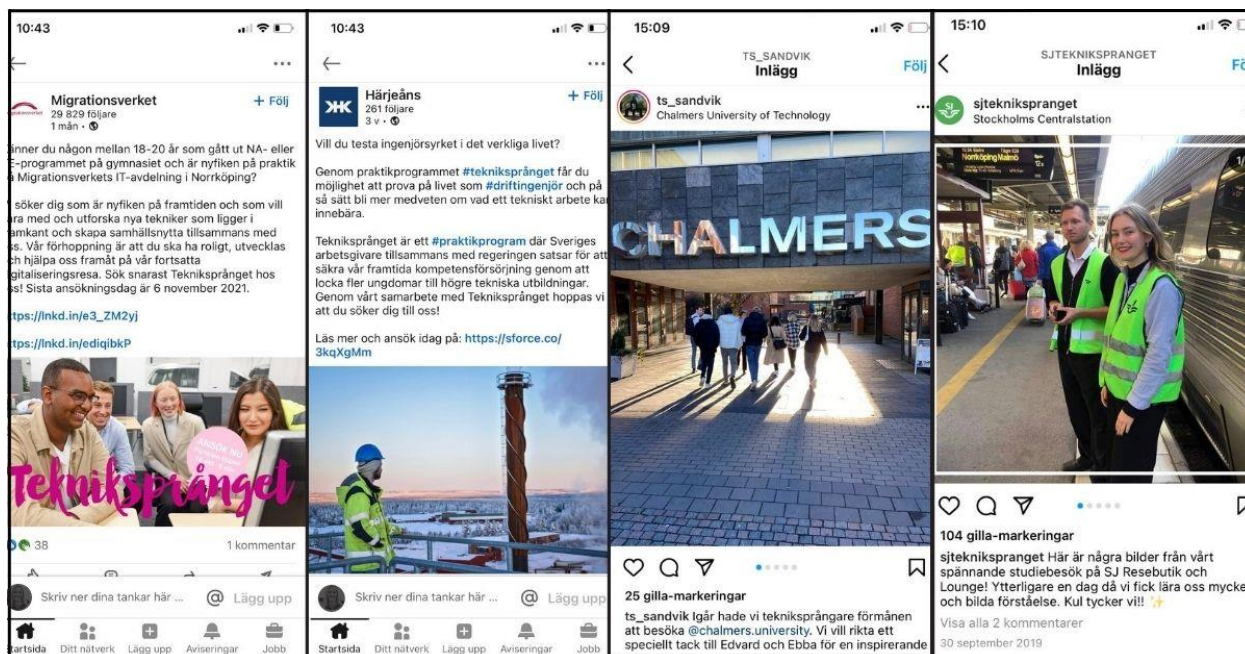 10:43
Migrationsverket
+ Följ
29 829 följare
1 mån •
änner du någon mellan 18-20 år som gått ut NA- eller
E-programmet på gymnasiet och är nyfiken på praktik
å Migrationsverkets IT-avdelning i Norrköping?
i söker dig som är nyfiken på framtiden och som vill
ara med och utforska nya tekniker som ligger i
amkant och skapa samhällsnytta tillsammans med
ss. Vår förhoppning är att du ska ha roligt, utvecklas
ch hjälpa oss framåt på vår fortsatta
igitaliseringsresa. Sök snarast Tekniksprånget hos
ss! Sista ansökningsdag är 6 november 2021.
ttps://lnkd.in/e3_ZM2yj
ttps://lnkd.in/ediqibkP
ANSÖK NU
Tekniksprånget
38
1 kommentar
Skriv ner dina tankar här ...
@ Lägg upp
tartsida
Ditt nätverk
Lägg upp
Aviseringar
Jobb
10:43
Härjeåns
+ Följ
261 följare
3 v •
Vill du testa ingenjörsyrket i det verkliga livet?
Genom praktikprogrammet #tekniksprånget får du
möjlighet att prova på livet som #driftingenjör och på
så sätt bli mer medveten om vad ett tekniskt arbete kan
innebära.
Tekniksprånget är ett #praktikprogram där Sveriges
arbetsgivare tillsammans med regeringen satsar för att
säkra vår framtida kompetensförsörjning genom att
locka fler ungdomar till högre tekniska utbildningar.
Genom vårt samarbete med Tekniksprånget hoppas vi
att du söker dig till oss!
Läs mer och ansök idag på: https://sforce.co/
3kqXgMm
Skriv ner dina tankar här ...
@ Lägg upp
Startsida
Ditt nätverk
Lägg upp
Aviseringar
Jobb
15:09
TS_SANDVIK
Inlägg
Följ
ts_sandvik
Chalmers University of Technology
CHALMERS
25 gilla-markeringar
ts_sandvik Igår hade vi tekniksprångare förmånen
att besöka @chalmers.university. Vi vill rikta ett
speciellt tack till Edvard och Ebba för en inspirerande
15:10
SJTEKNIKSPRANGET
Inlägg
Fö
sjteknikspranget
Stockholms Centralstation
Norrköping Malmö
1/
104 gilla-markeringar
sjteknikspranget Här är några bilder från vårt
spännande studiebesök på SJ Resebutik och
Lounge! Ytterligare en dag då vi fick lära oss mycke
och bilda förståelse. Kul tycker vi!! ✨
Visa alla 2 kommentarer
30 september 2019